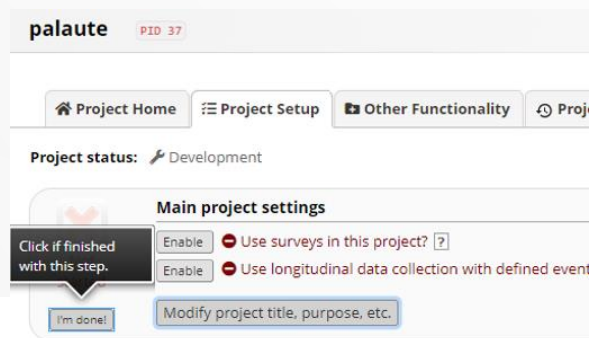 palaute PID 37
Project Home Project Setup Other Functionality Proj
Project status: Development
Main project settings
Click if finished
with this step.
Enable Use surveys in this project? ?
Enable Use longitudinal data collection with defined event
I'm done! Modify project title, purpose, etc.